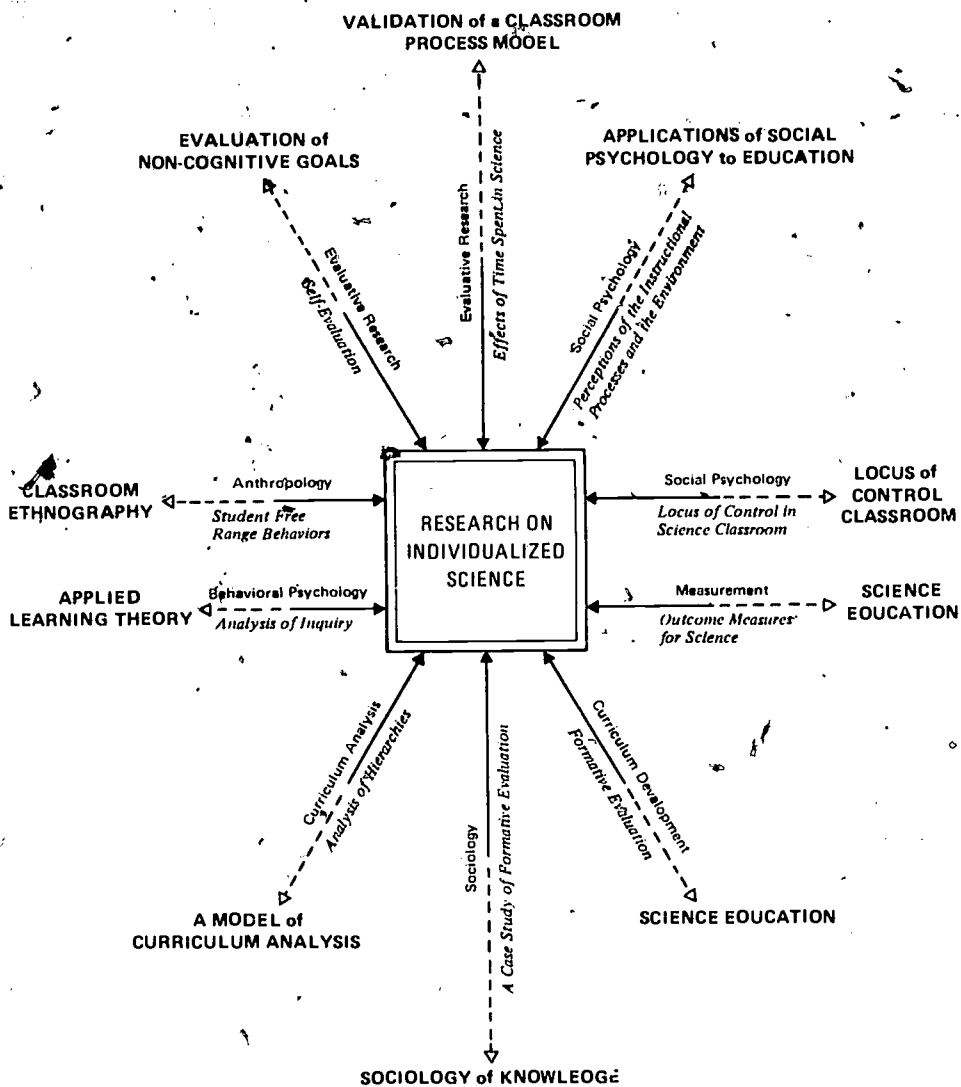 VALIDATION of a CLASSROOM
PROCESS MODEL
EVALUATION of
NON-COGNITIVE GOALS
APPLICATIONS of SOCIAL
PSYCHOLOGY to EDUCATION
Evaluative Research
Self-Evaluation
Evaluative Research
Effects of Time Spent in Science
Social Psychology
Perceptions of the Instructional
Processes and the Environment
CLASSROOM
ETHNOGRAPHY
Anthropology
Student Free
Range Behaviors
RESEARCH ON
INDIVIDUALIZED
SCIENCE
Social Psychology
Locus of Control in
Science Classroom
LOCUS of
CONTROL
CLASSROOM
APPLIED
LEARNING THEORY
Behavioral Psychology
Analysis of Inquiry
Measurement
Outcome Measures
for Science
SCIENCE
EDUCATION
Curriculum Analysis
Analysis of Hierarchies
Sociology
A Case Study of Formative Evaluation
Curriculum Development
Formative Evaluation
A MODEL of
CURRICULUM ANALYSIS
SCIENCE EDUCATION
SOCIOLOGY of KNOWLEDGE